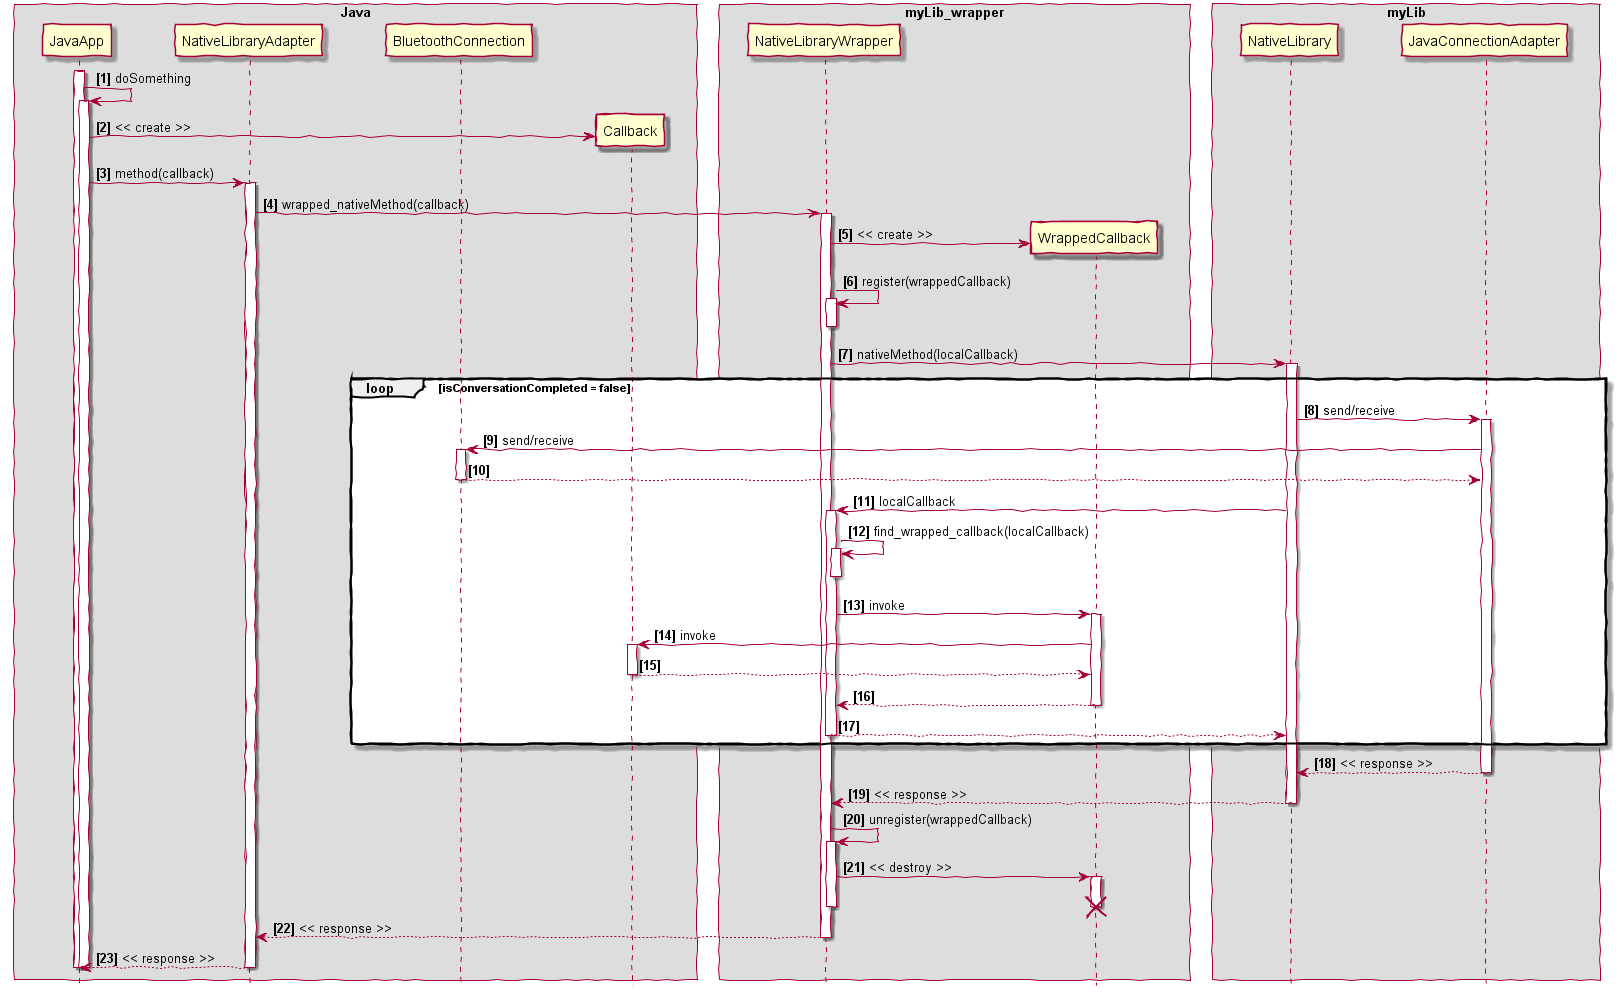 Java
myLib_wrapper
myLib
JavaApp
NativeLibraryAdapter
BluetoothConnection
NativeLibraryWrapper
NativeLibrary
JavaConnectionAdapter
[1] doSomething
[2] << create >>
Callback
[3] method(callback)
[4] wrapped_nativeMethod(callback)
[5] << create >>
WrappedCallback
[6] register(wrappedCallback)
[7] nativeMethod(localCallback)
loop [isConversationCompleted = false]
[8] send/receive
[9] send/receive
[10]
[11] localCallback
[12] find_wrapped_callback(localCallback)
[13] invoke
[14] invoke
[15]
[16]
[17]
[18] << response >>
[19] << response >>
[20] unregister(wrappedCallback)
[21] << destroy >>
[22] << response >>
[23] << response >>